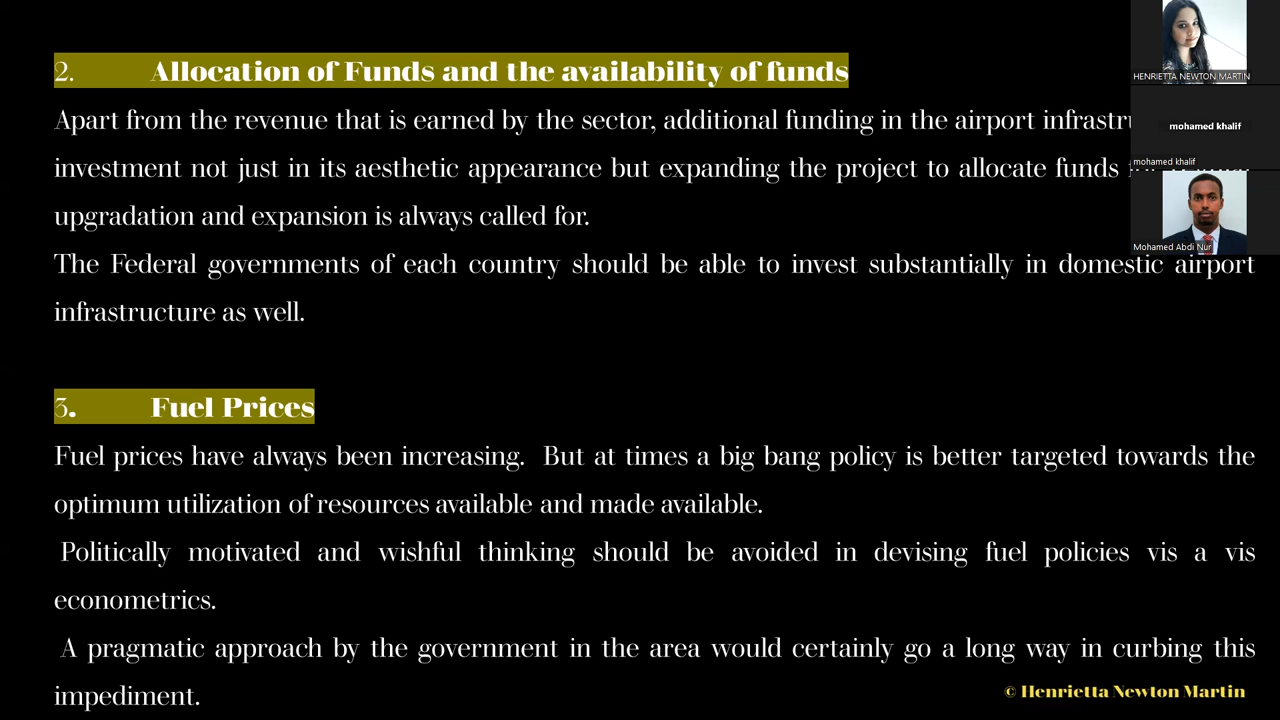 2. Allocation of Funds and the availability of funds
Apart from the revenue that is earned by the sector, additional funding in the airport
investment not just in its aesthetic appearance but expanding the project to allocate funds
upgradation and expansion is always called for.
The Federal governments of each country should be able to invest substantially in domestic airport
infrastructure as well.
3. Fuel Prices
Fuel prices have always been increasing. But at times a big bang policy is better targeted towards the
optimum utilization of resources available and made available.
Politically motivated and wishful thinking should be avoided in devising fuel policies vis a vis
econometrics.
A pragmatic approach by the government in the area would certainly go a long way in curbing this
impediment.
© Henrietta Newton Martin
HENRIETTA NEWTON MARTIN
mohamed khalif
mohamed khalif
Mohamed Abdi Nur